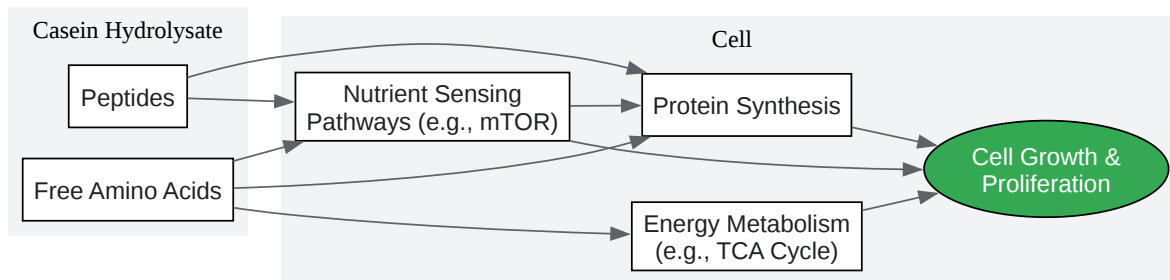 Casein Hydrolysate
Cell
Peptides
Nutrient Sensing
Pathways (e.g., mTOR)
Protein Synthesis
Free Amino Acids
Cell Growth &
Proliferation
Energy Metabolism
(e.g., TCA Cycle)